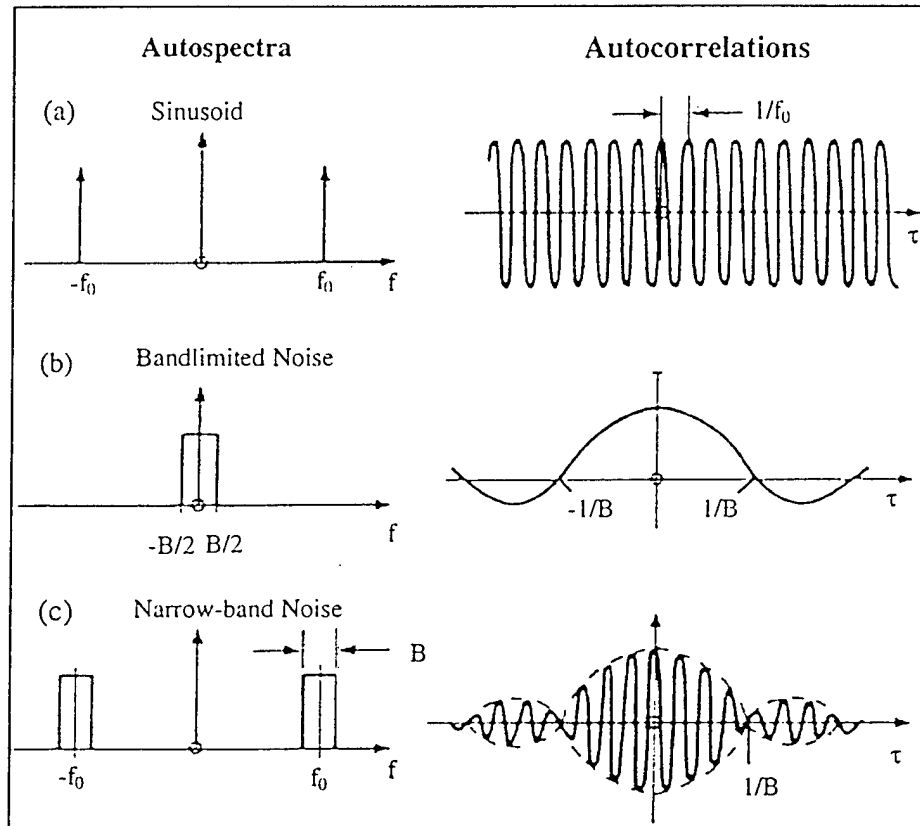 Autospectra
Autocorrelations
(a)
Sinusoid
1/f₀
-f₀
f₀
f
τ
(b)
Bandlimited Noise
-B/2 B/2
f
-1/B
1/B
τ
(c)
Narrow-band Noise
B
-f₀
f₀
f
1/B
τ